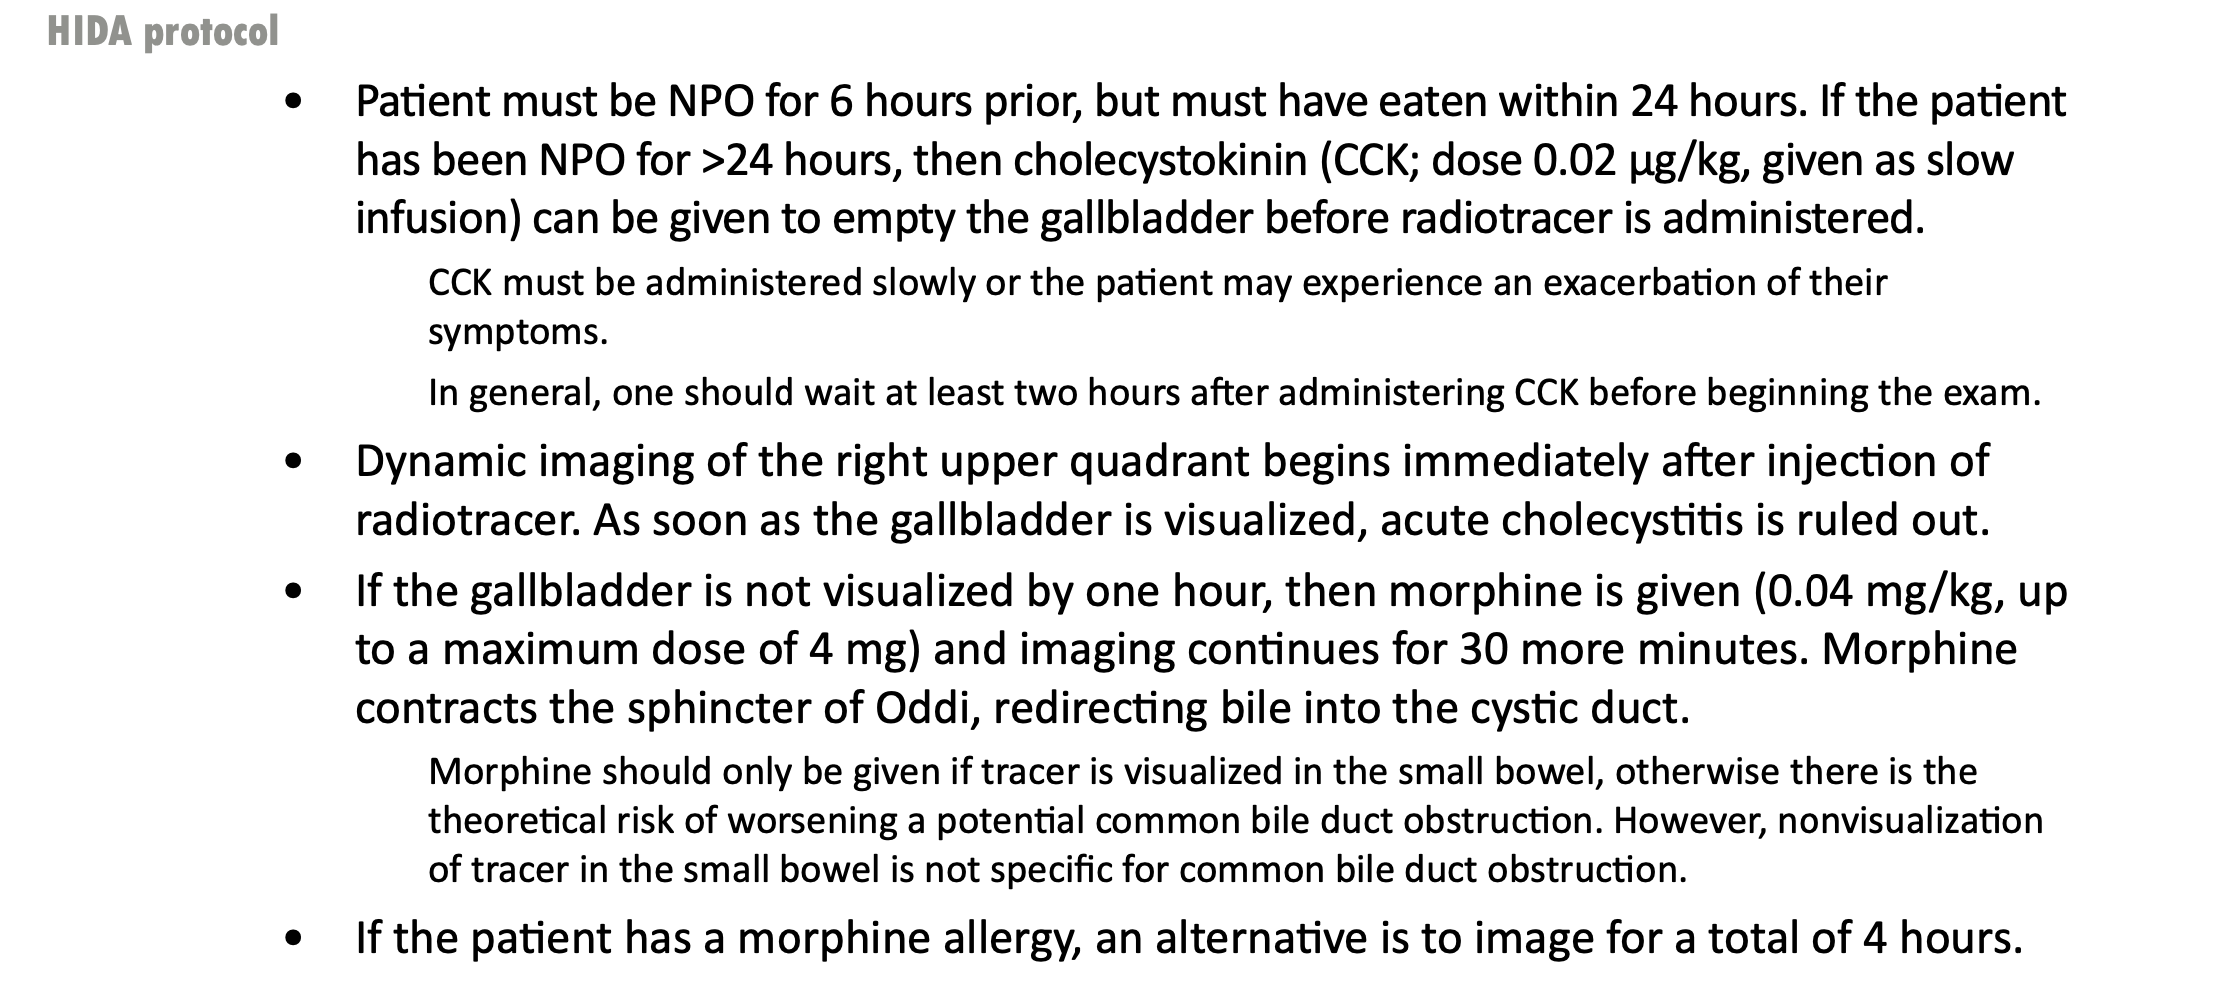 HIDA protocol
• Patient must be NPO for 6 hours prior, but must have eaten within 24 hours. If the patient
has been NPO for >24 hours, then cholecystokinin (CCK; dose 0.02 µg/kg, given as slow
infusion) can be given to empty the gallbladder before radiotracer is administered.
CCK must be administered slowly or the patient may experience an exacerbation of their
symptoms.
In general, one should wait at least two hours after administering CCK before beginning the exam.
• Dynamic imaging of the right upper quadrant begins immediately after injection of
radiotracer. As soon as the gallbladder is visualized, acute cholecystitis is ruled out.
• If the gallbladder is not visualized by one hour, then morphine is given (0.04 mg/kg, up
to a maximum dose of 4 mg) and imaging continues for 30 more minutes. Morphine
contracts the sphincter of Oddi, redirecting bile into the cystic duct.
Morphine should only be given if tracer is visualized in the small bowel, otherwise there is the
theoretical risk of worsening a potential common bile duct obstruction. However, nonvisualization
of tracer in the small bowel is not specific for common bile duct obstruction.
• If the patient has a morphine allergy, an alternative is to image for a total of 4 hours.